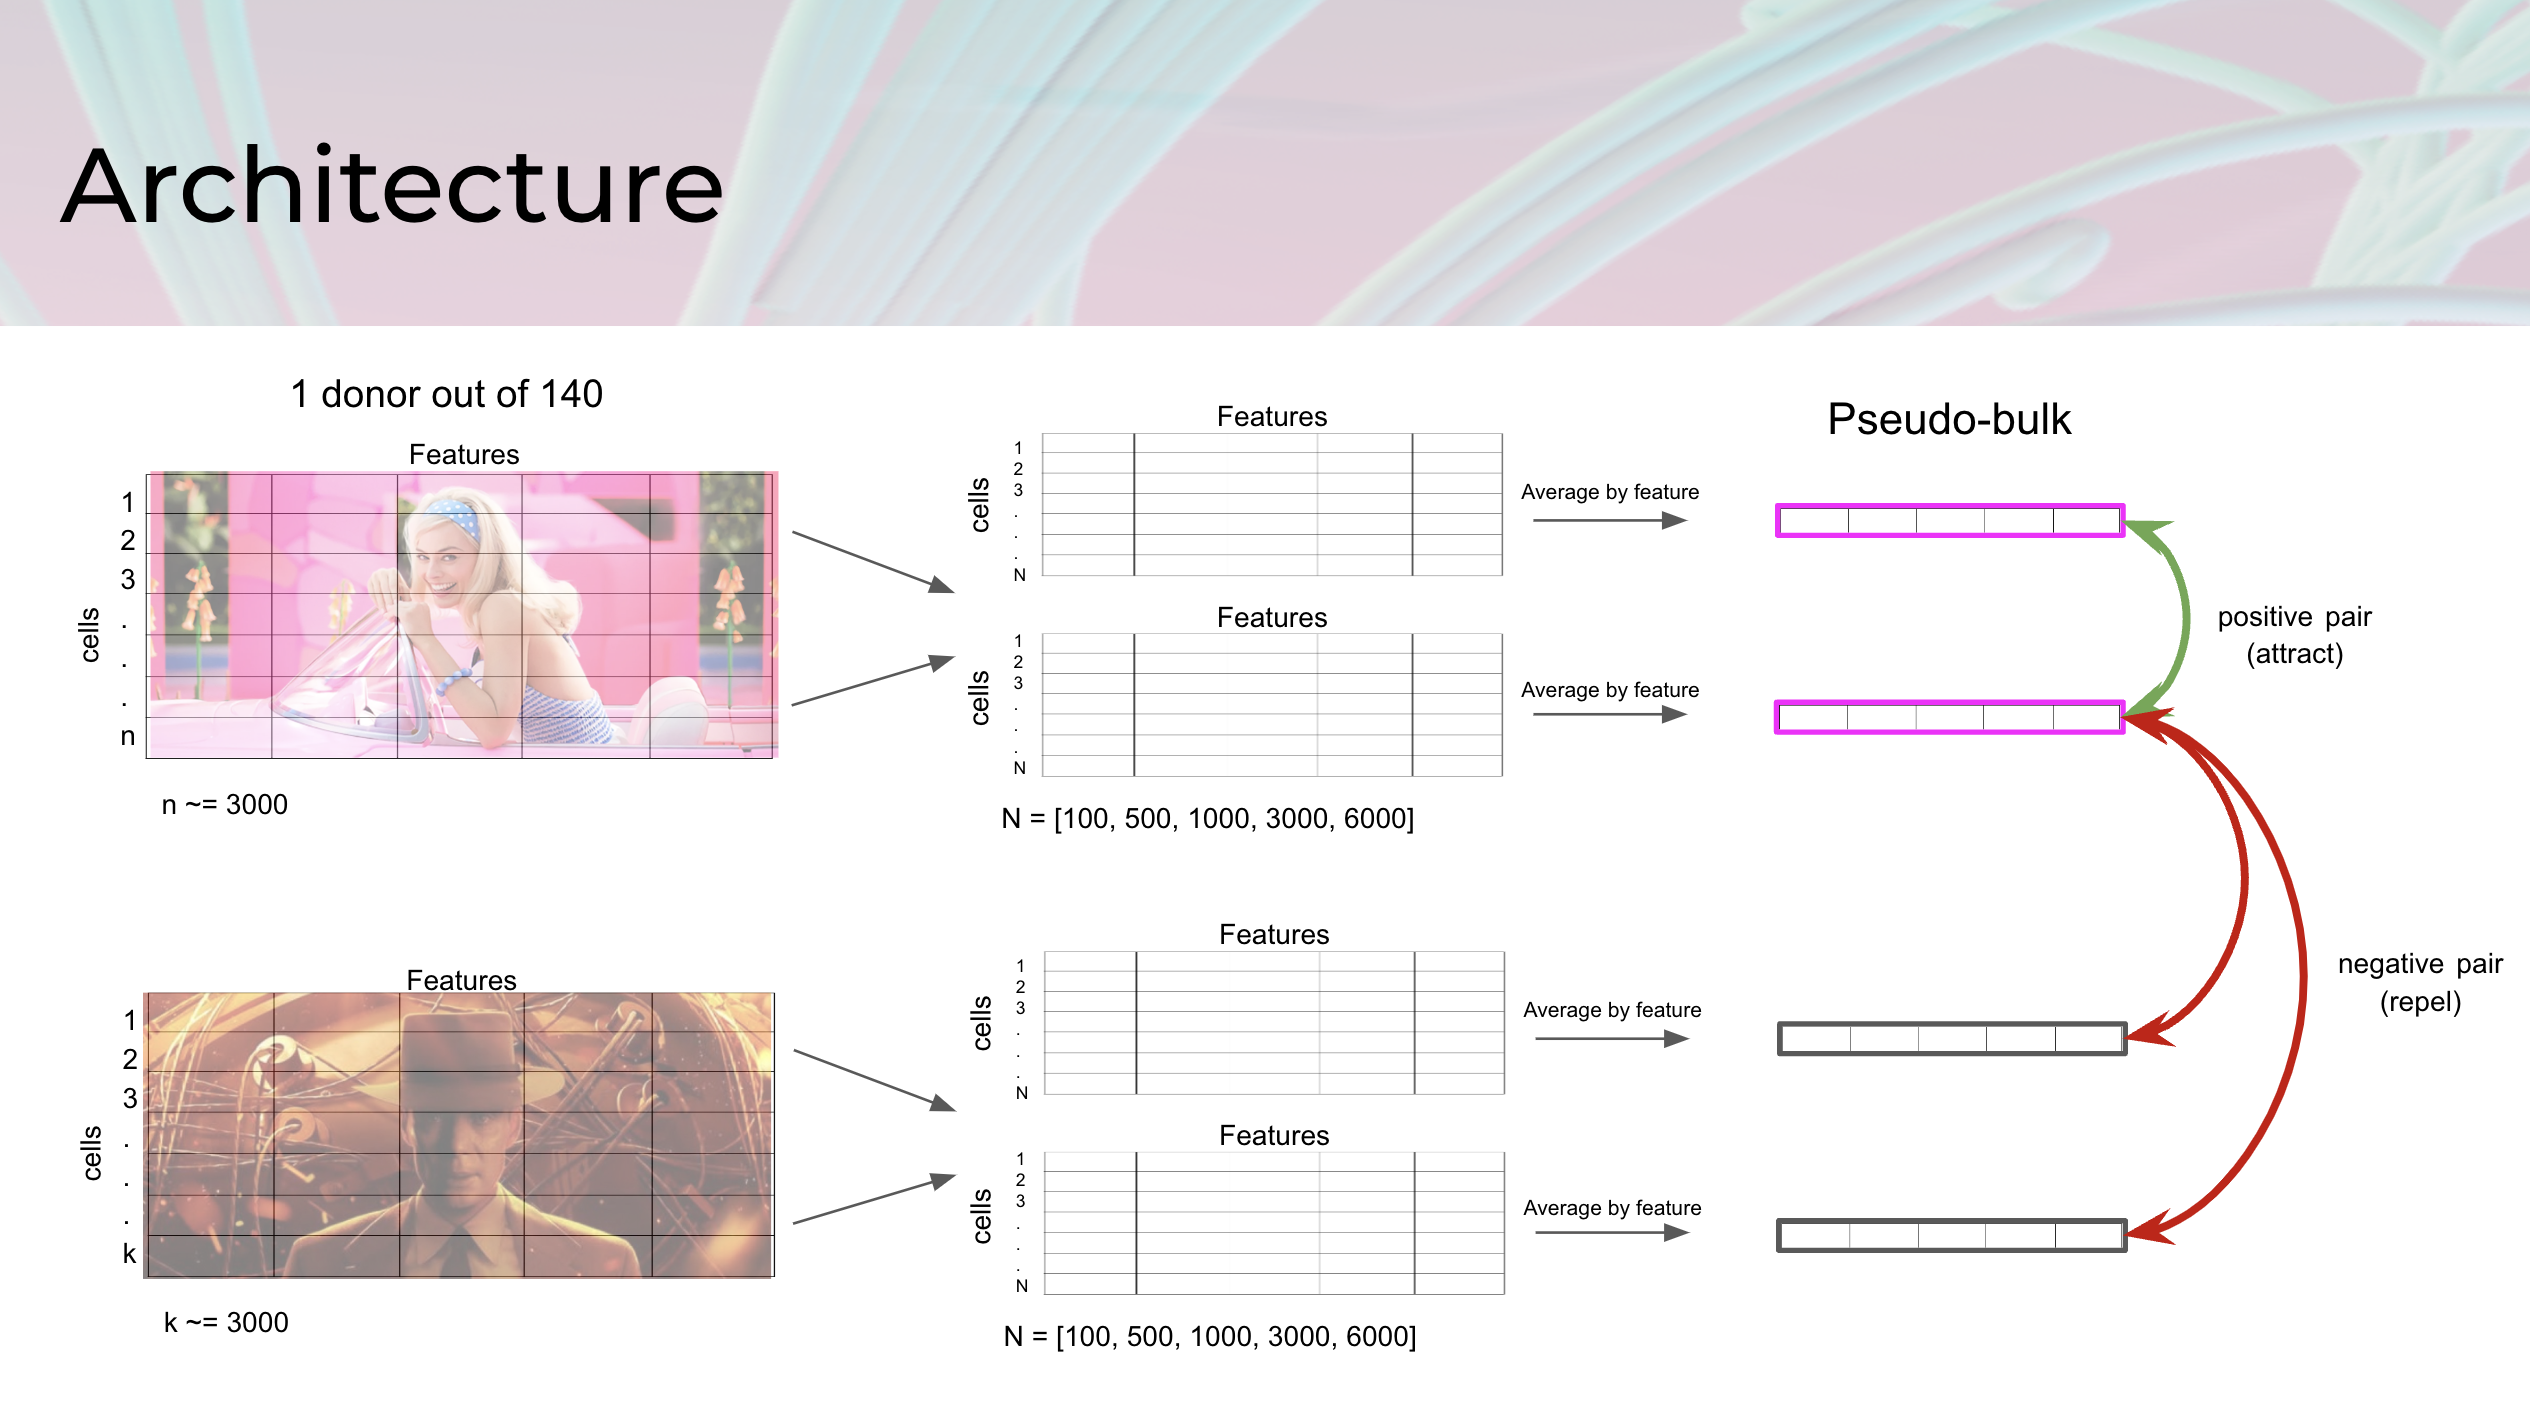 Architecture
1 donor out of 140
Features
cells
1
2
3
.
.
.
n
n ~= 3000
Features
cells
1
2
3
.
.
.
N
Average by feature
Features
cells
1
2
3
.
.
.
N
Average by feature
N = [100, 500, 1000, 3000, 6000]
Pseudo-bulk
positive pair
(attract)
Features
cells
1
2
3
.
.
.
k
k ~= 3000
Features
cells
1
2
3
.
.
.
N
Average by feature
Features
cells
1
2
3
.
.
.
N
Average by feature
N = [100, 500, 1000, 3000, 6000]
negative pair
(repel)